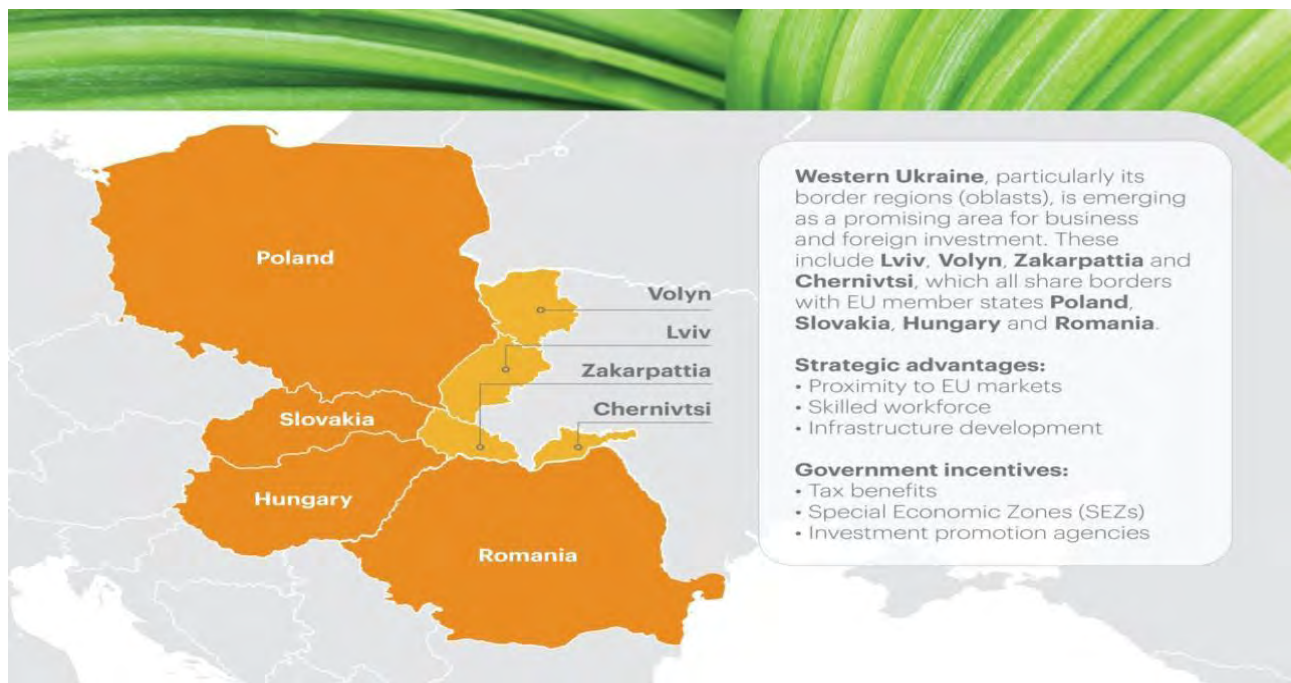 Poland
Volyn
Lviv
Zakarpattia
Slovakia
Chernivtsi
Hungary
Romania
Western Ukraine, particularly its
border regions (oblasts), is emerging
as a promising area for business
and foreign investment. These
include Lviv, Volyn, Zakarpattia and
Chernivtsi, which all share borders
with EU member states Poland,
Slovakia, Hungary and Romania.
Strategic advantages:
• Proximity to EU markets
• Skilled workforce
• Infrastructure development
Government incentives:
• Tax benefits
• Special Economic Zones (SEZs)
• Investment promotion agencies